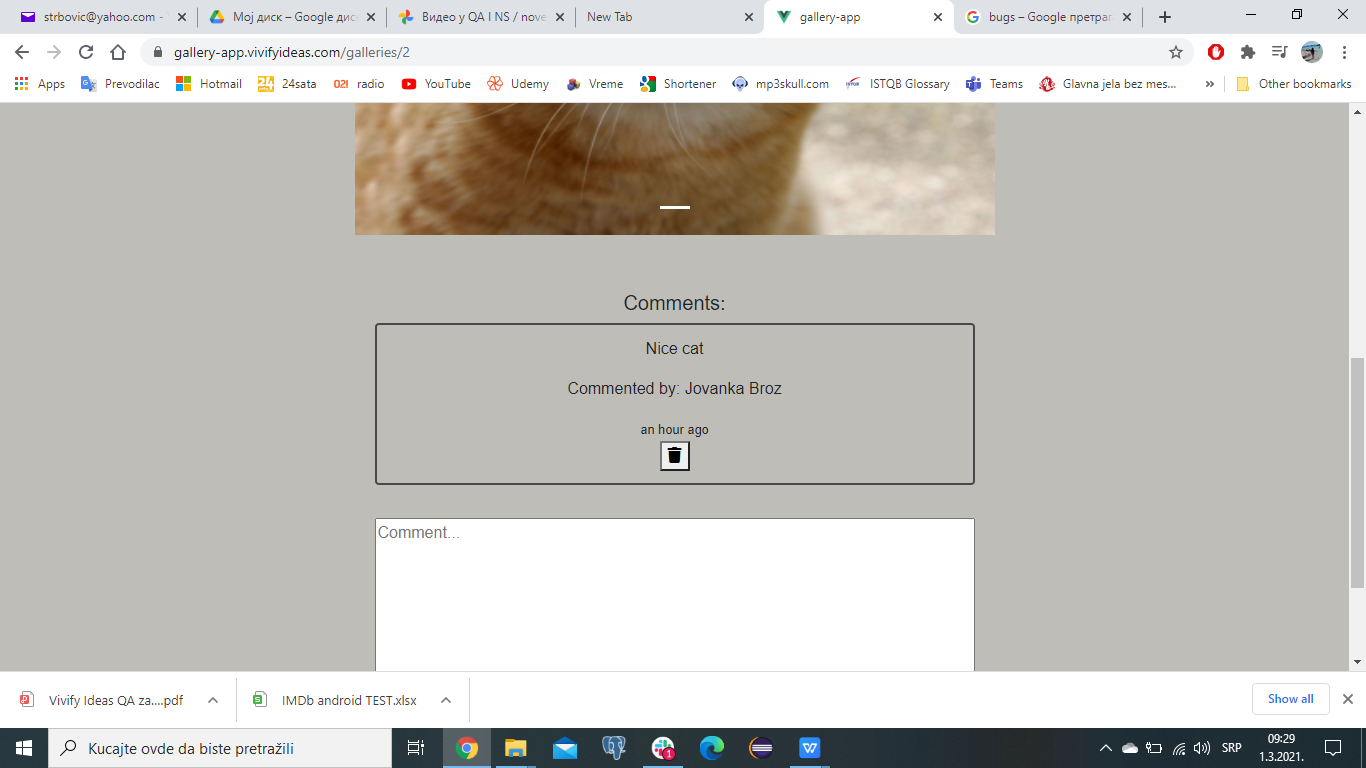 strbovic@yahoo.com -
Мој диск – Google дис
Видео у QA I NS / nove
New Tab
gallery-app
bugs – Google претраг
gallery-app.vivifyideas.com/galleries/2
Apps
Prevodilac
Hotmail
24sata
radio
YouTube
Udemy
Vreme
Shortener
mp3skull.com
ISTQB Glossary
Teams
Glavna jela bez mes...
»
Other bookmarks
Comments:
Nice cat
Commented by: Jovanka Broz
an hour ago
Comment...
Vivify Ideas QA za....pdf
IMDb android TEST.xlsx
Show all
Kucajte ovde da biste pretražili
1
SRP
09:29
1.3.2021.